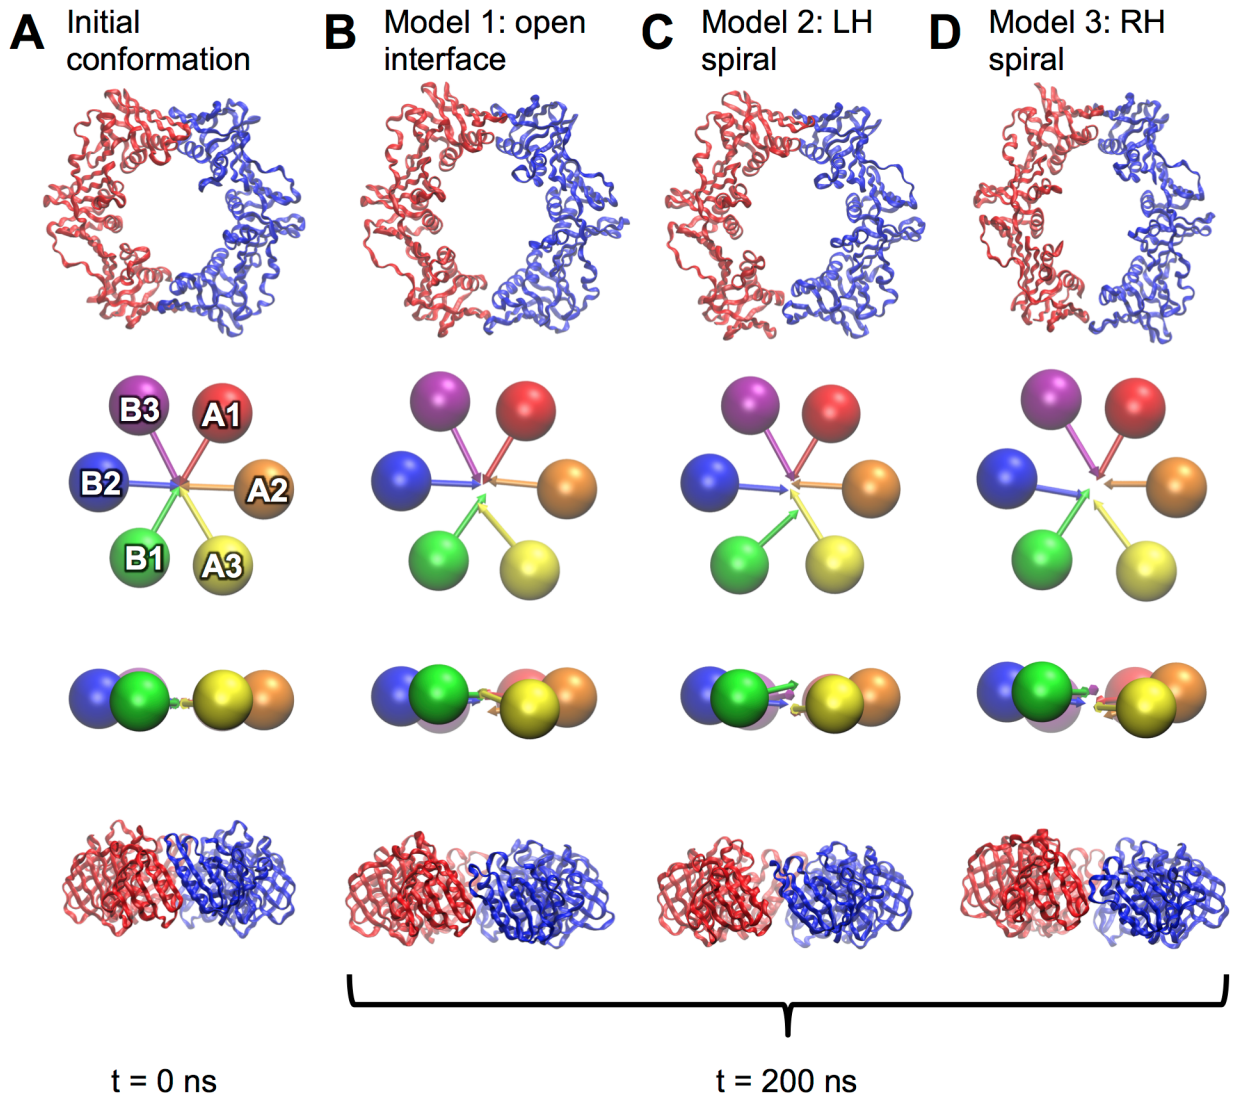 A Initial
conformation
B Model 1: open
interface
C Model 2: LH
spiral
D Model 3: RH
spiral
B3 A1
B2 A2
B1 A3
t = 0 ns
t = 200 ns